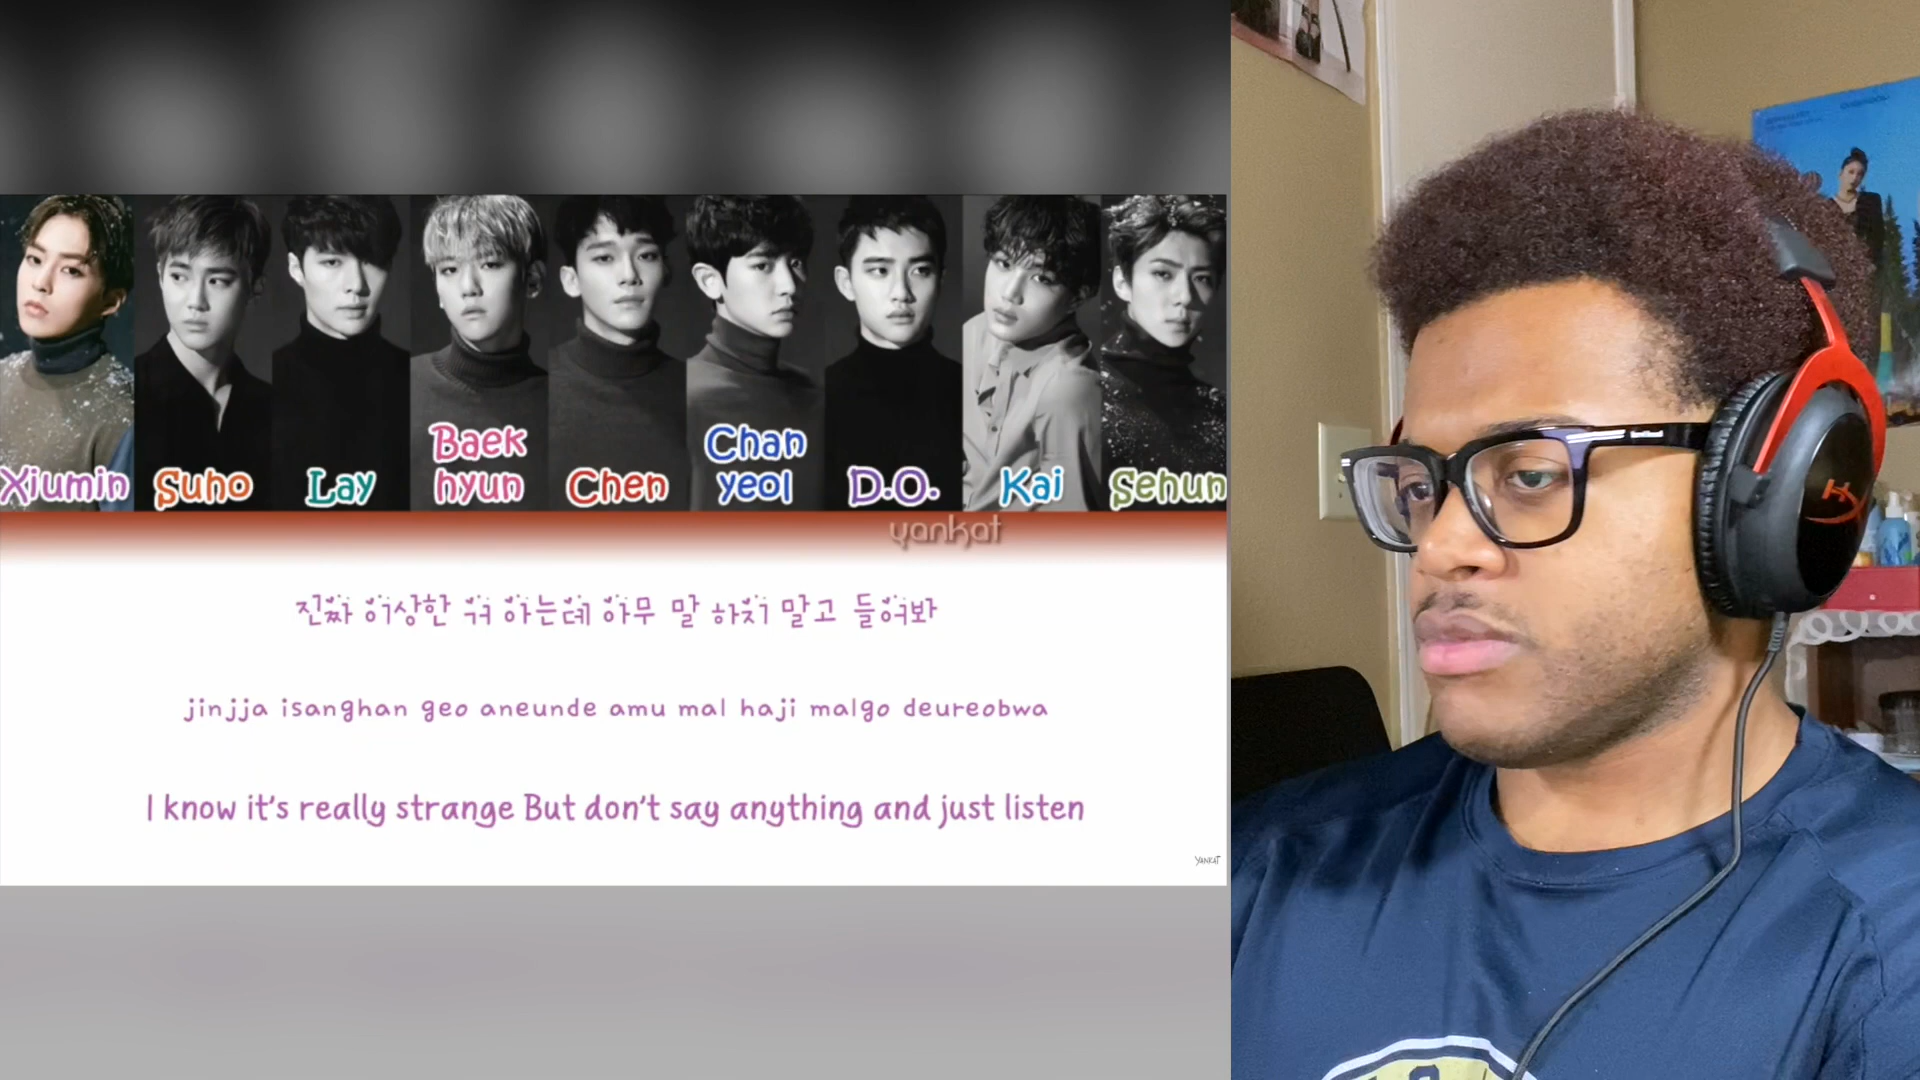 Xiumin
Suho
Lay
Baek
hyun
Chen
Chan
yeol
D.O.
Kai
Sehun
yankat
진짜 이상한 거 아는데 아무 말 하지 말고 들어봐
jinjja isanghan geo aneunde amu mal haji malgo deureobwa
I know it's really strange But don't say anything and just listen
YANKAT